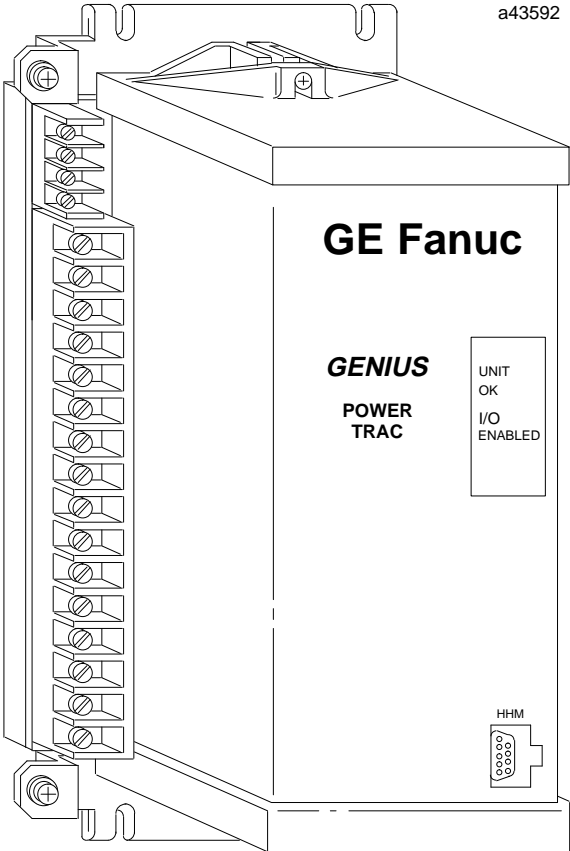 a43592
GE Fanuc
GENIUS
POWER
TRAC
UNIT
OK
I/O
ENABLED
HHM